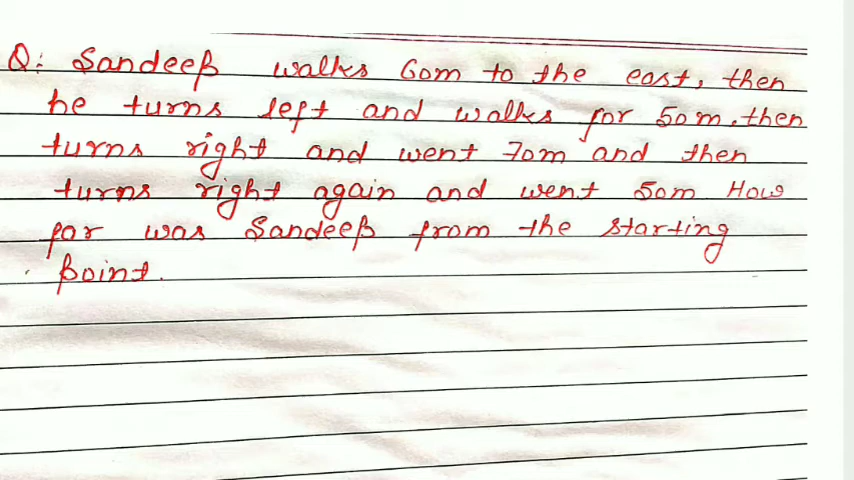 Q: Sandeep walks 60m to the east, then
he turns left and walks for 50m. then
turns right and went 70m and then
turns right again and went 50m How
far was Sandeep from the starting
point.